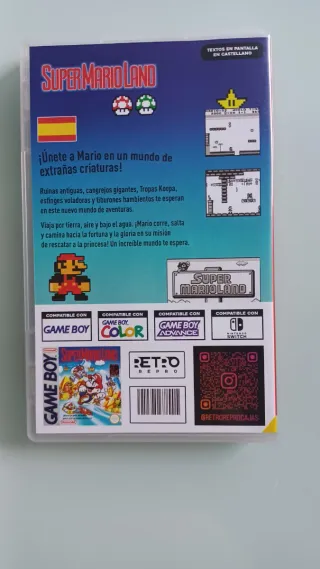 TEXTOS EN PANTALLA
EN CASTELLANO
SUPER MARIO LAND
¡Únete a Mario en un mundo de
extrañas criaturas!
Ruinas antiguas, cangrejos gigantes, Tropas Koopa,
esfinges voladoras y tiburones hambrientos te esperan
en este nuevo mundo de aventuras.
Viaja por tierra, aire y bajo el agua. ¡Mario corre, salta
y camina hacia la fortuna y la gloria en su misión
de rescatar a la princesa! Un increíble mundo te espera.
SUPER
MARIOLAND
COMPATIBLE CON
GAME BOY
COMPATIBLE CON
GAME BOY
COLOR
COMPATIBLE CON
GAME BOY
ADVANCE
COMPATIBLE CON
NINTENDO
SWITCH
GAME BOY
SUPER MARIO LAND
RETRO
REPRO
@RETROREPROCAJAS